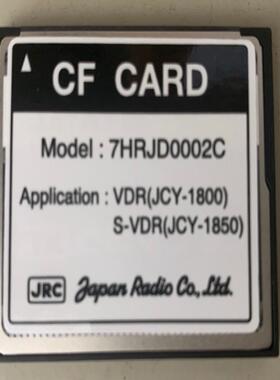 CF CARD
Model : 7HRJD0002C
Application : VDR(JCY-1800)
S-VDR(JCY-1850)
JRC Japan Radio Co., Ltd.